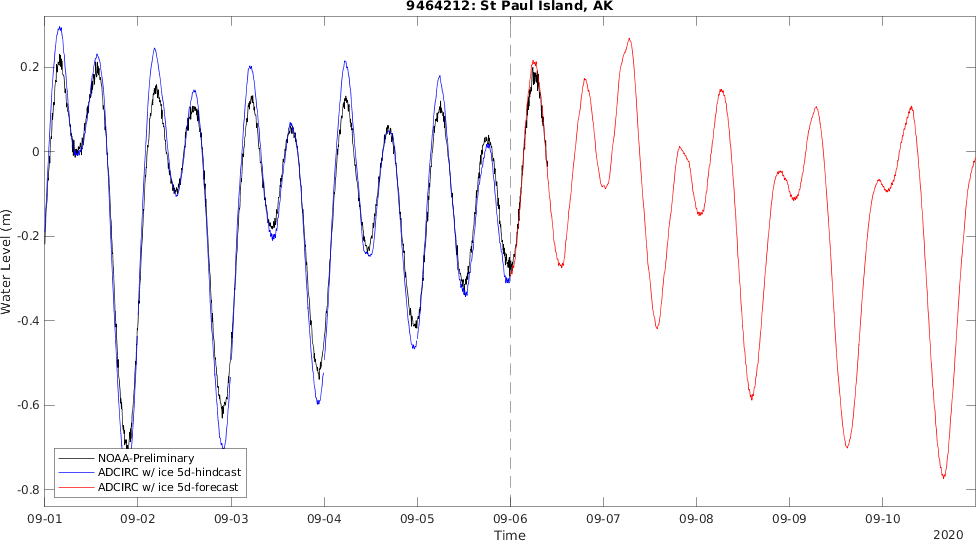 9464212: St Paul Island, AK
Water Level (m)
0.2
0
-0.2
-0.4
-0.6
-0.8
NOAA-Preliminary
ADCIRC w/ ice 5d-hindcast
ADCIRC w/ ice 5d-forecast
09-01 09-02 09-03 09-04 09-05 09-06 09-07 09-08 09-09 09-10
Time
2020